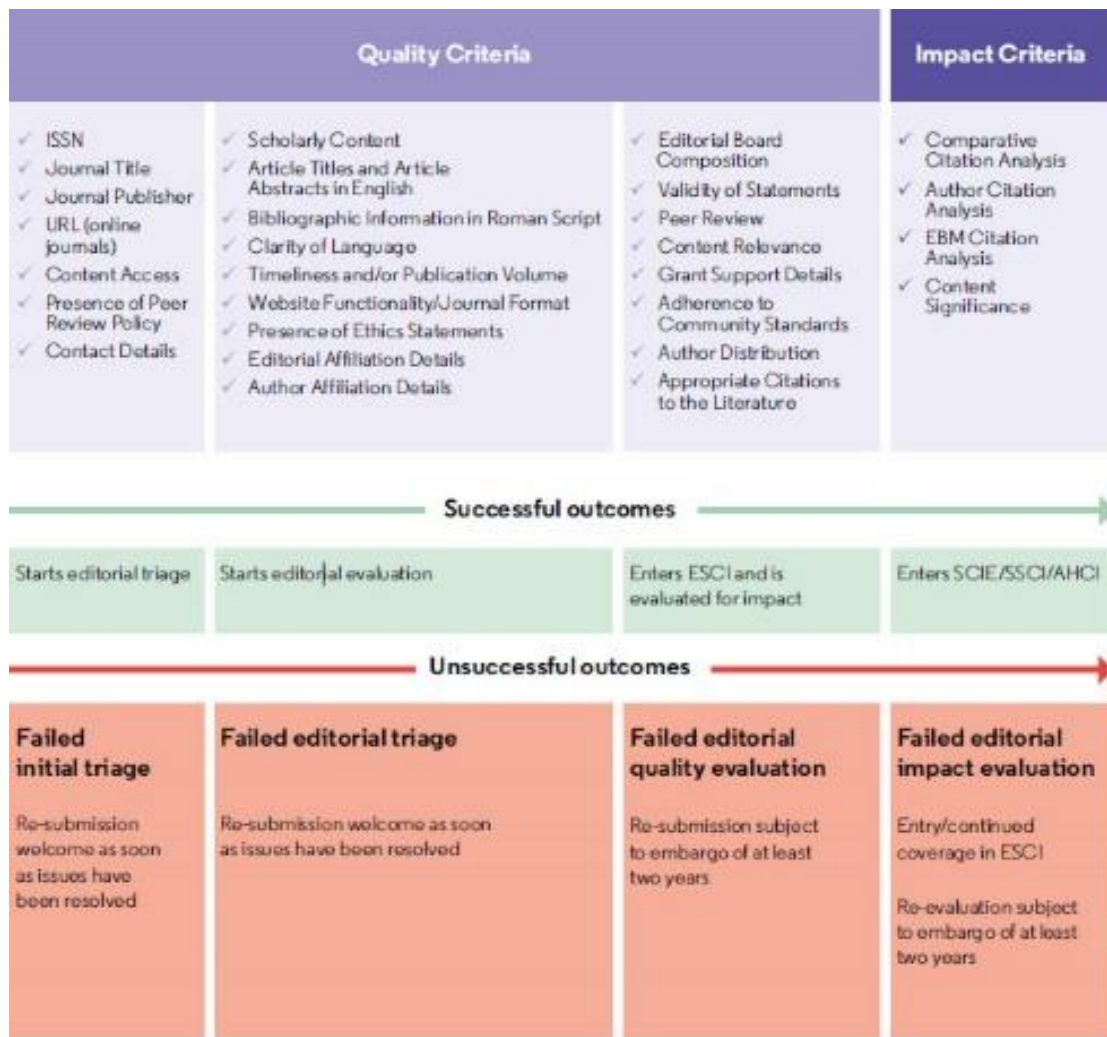 Quality Criteria
Impact Criteria
ISSN
Journal Title
Journal Publisher
URL (online
journals)
Content Access
Presence of Peer
Review Policy
Contact Details
Scholarly Content
Article Titles and Article
Abstracts in English
Bibliographic Information in Roman Script
Clarity of Language
Timeliness and/or Publication Volume
Website Functionality/Journal Format
Presence of Ethics Statements
Editorial Affiliation Details
Author Affiliation Details
Editorial Board
Composition
Validity of Statements
Peer Review
Content Relevance
Grant Support Details
Adherence to
Community Standards
Author Distribution
Appropriate Citations
to the Literature
Comparative
Citation Analysis
Author Citation
Analysis
EBM Citation
Analysis
Content
Significance
Successful outcomes
Starts editorial triage
Starts editorial evaluation
Enters ESCI and is
evaluated for impact
Enters SCIE/SSCI/AHCI
Unsuccessful outcomes
Failed
initial triage
Re-submission
welcome as soon
as issues have
been resolved
Failed editorial triage
Re-submission welcome as soon
as issues have been resolved
Failed editorial
quality evaluation
Re-submission subject
to embargo of at least
two years
Failed editorial
impact evaluation
Entry/continued
coverage in ESCI
Re-evaluation subject
to embargo of at least
two years